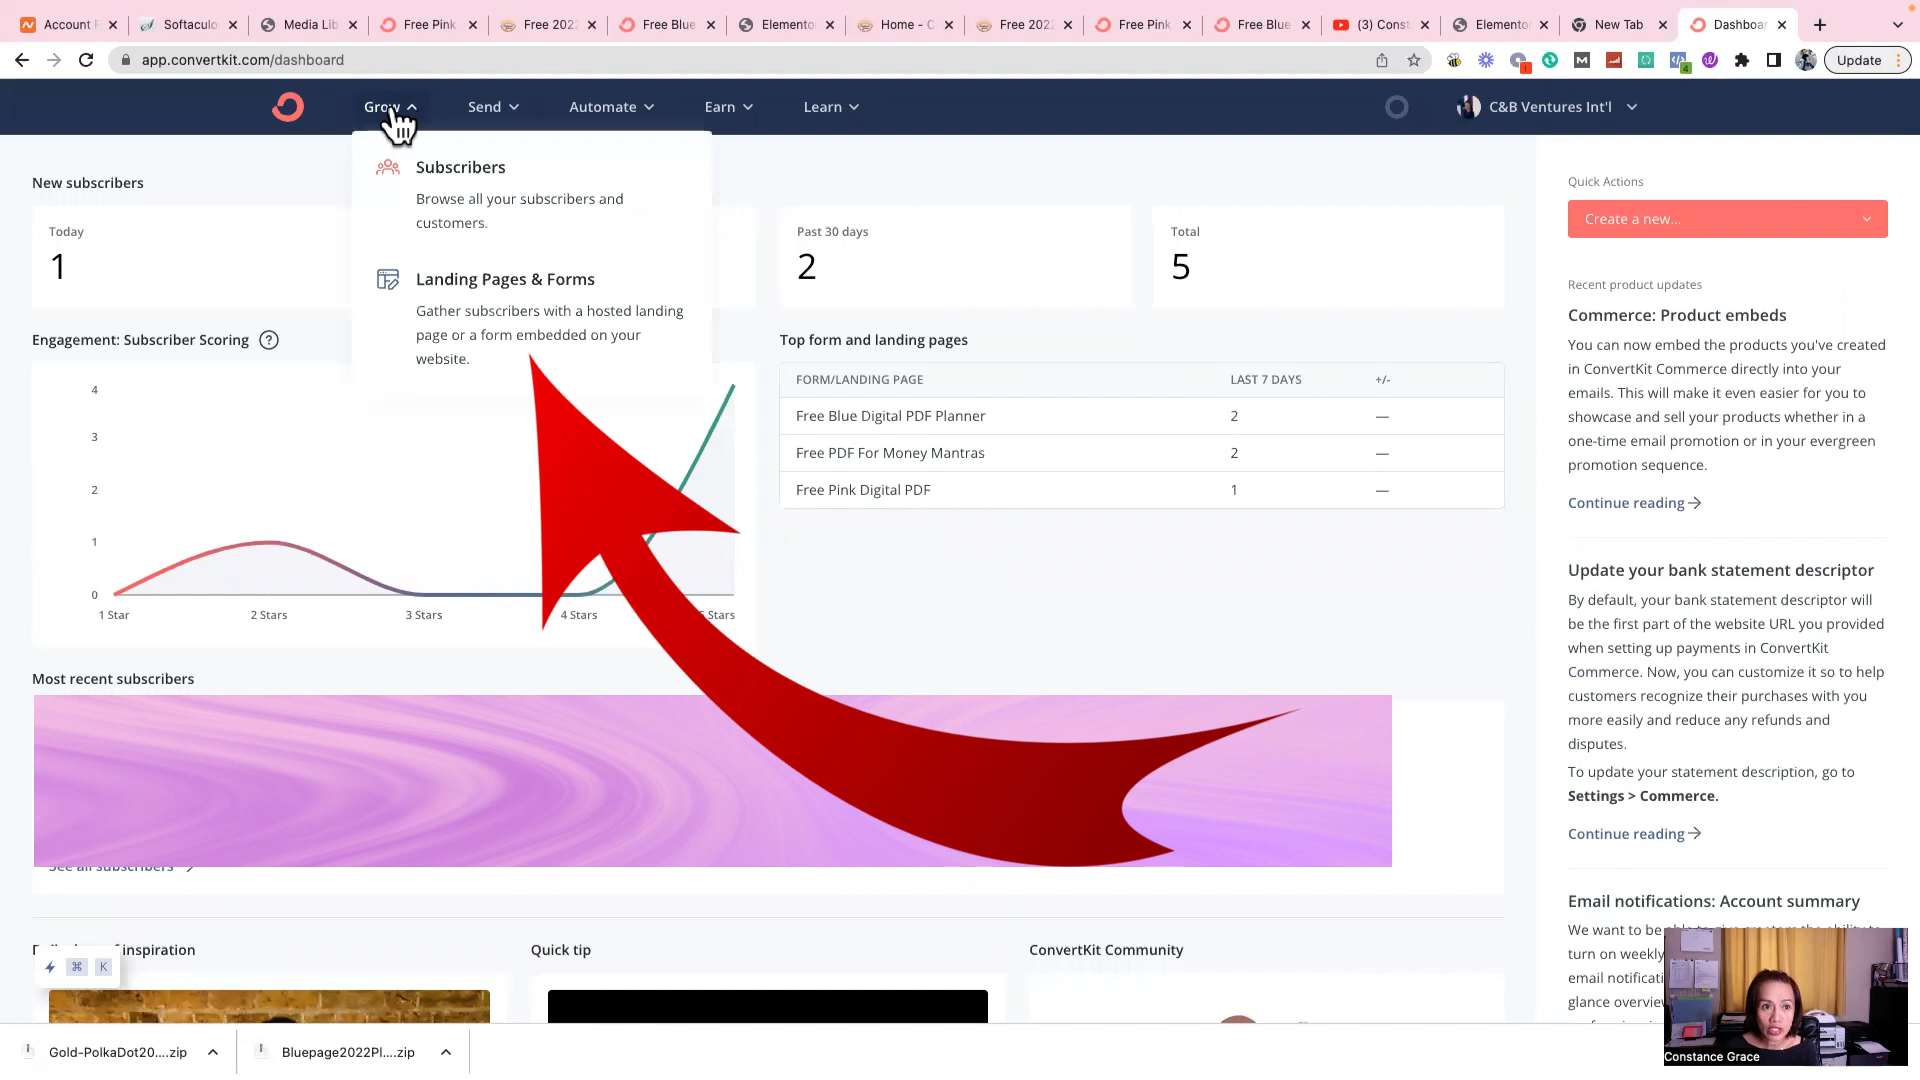 Account F
Softaculo
Media Lib
Free Pink
Free 2022
Free Blue
Elemento
Home - C
Free 2022
Free Pink
Free Blue
(3) Const
Elemento
New Tab
Dashboa
app.convertkit.com/dashboard
Update
Grow
Send
Automate
Earn
Learn
C&B Ventures Int'l
Subscribers
Browse all your subscribers and
customers.
Landing Pages & Forms
Gather subscribers with a hosted landing
page or a form embedded on your
website.
New subscribers
Today
1
Past 30 days
2
Total
5
Engagement: Subscriber Scoring ?
4
3
2
1
0
1 Star
2 Stars
3 Stars
4 Stars
5 Stars
Top form and landing pages
FORM/LANDING PAGE LAST 7 DAYS +/-
Free Blue Digital PDF Planner 2 —
Free PDF For Money Mantras 2 —
Free Pink Digital PDF 1 —
Most recent subscribers
See all subscribers
inspiration
⌘ K
Quick tip
ConvertKit Community
Quick Actions
Create a new...
Recent product updates
Commerce: Product embeds
You can now embed the products you've created
in ConvertKit Commerce directly into your
emails. This will make it even easier for you to
showcase and sell your products whether in a
one-time email promotion or in your evergreen
promotion sequence.
Continue reading
Update your bank statement descriptor
By default, your bank statement descriptor will
be the first part of the website URL you provided
when setting up payments in ConvertKit
Commerce. Now, you can customize it so to help
customers recognize their purchases with you
more easily and reduce any refunds and
disputes.
To update your statement description, go to
Settings > Commerce.
Continue reading
Email notifications: Account summary
We want to be
turn on weekly
email notificati
glance overview
Constance Grace
Gold-PolkaDot20....zip
Bluepage2022Pl....zip